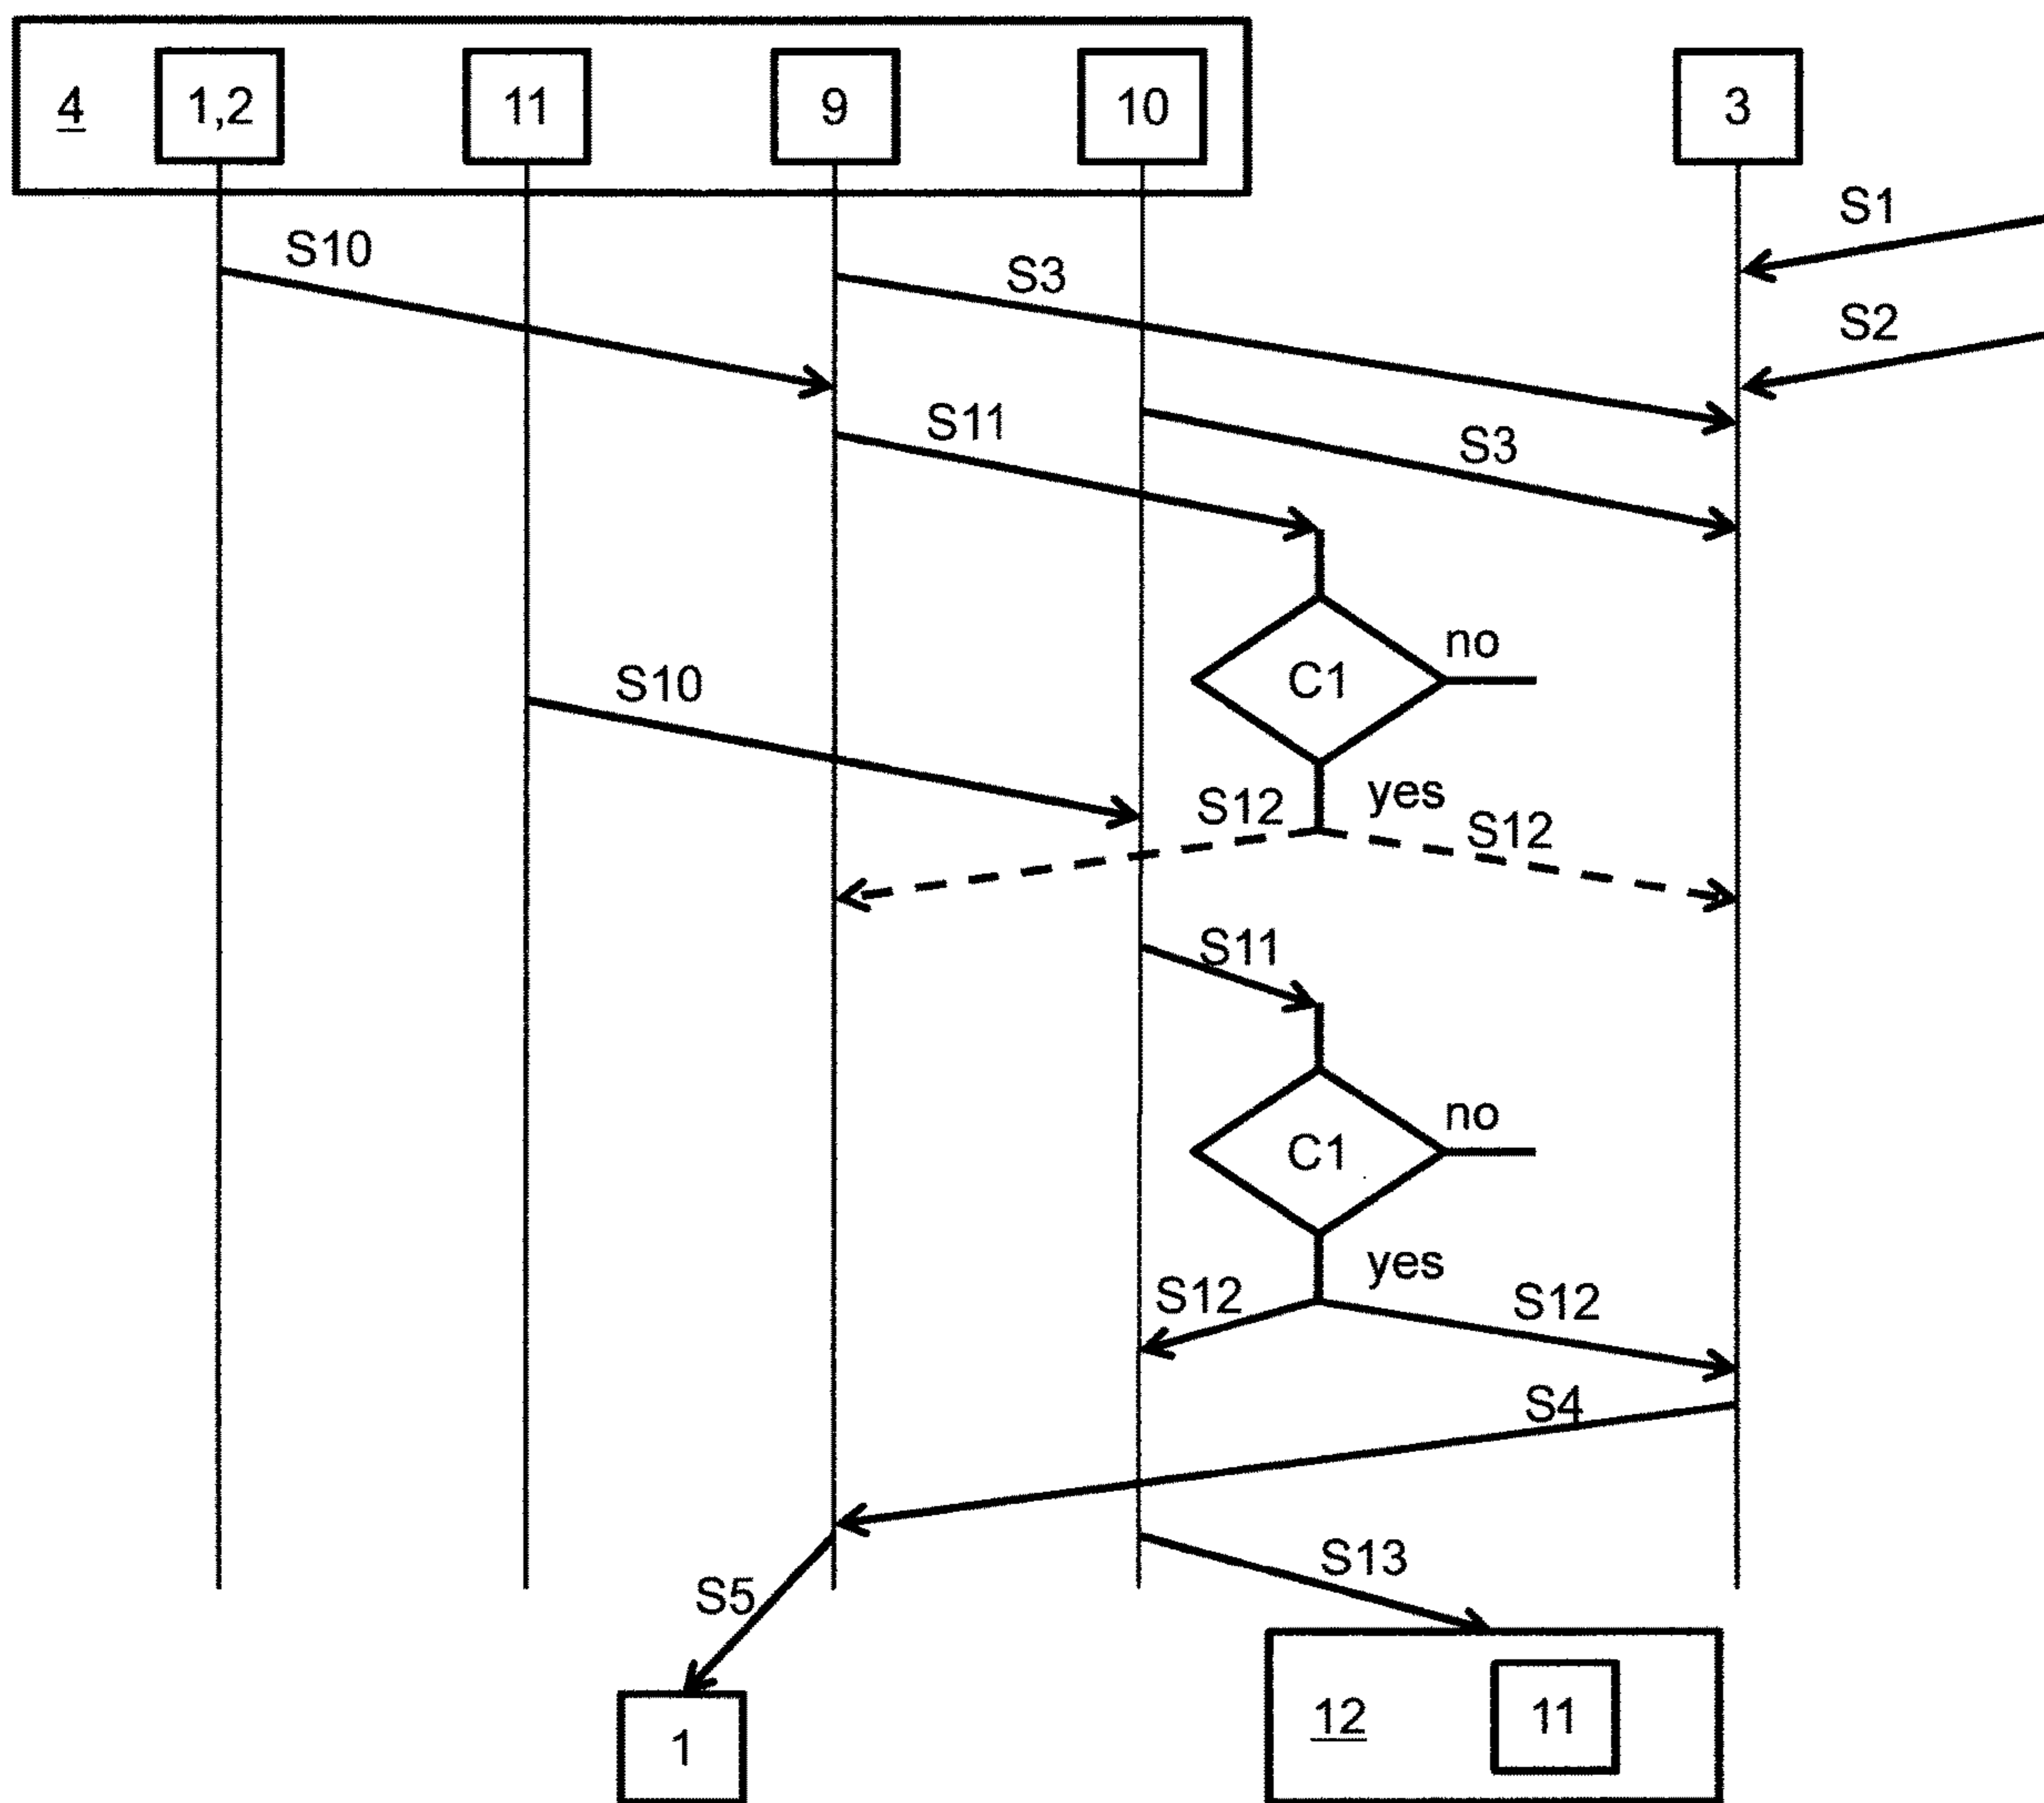 4 1,2 11 9 10 3
S1
S10 S3
S2
S11 S3
no
C1
S10
yes
S12 S12
S11
no
C1
yes
S12 S12
S4
S13
S5
12 11
1